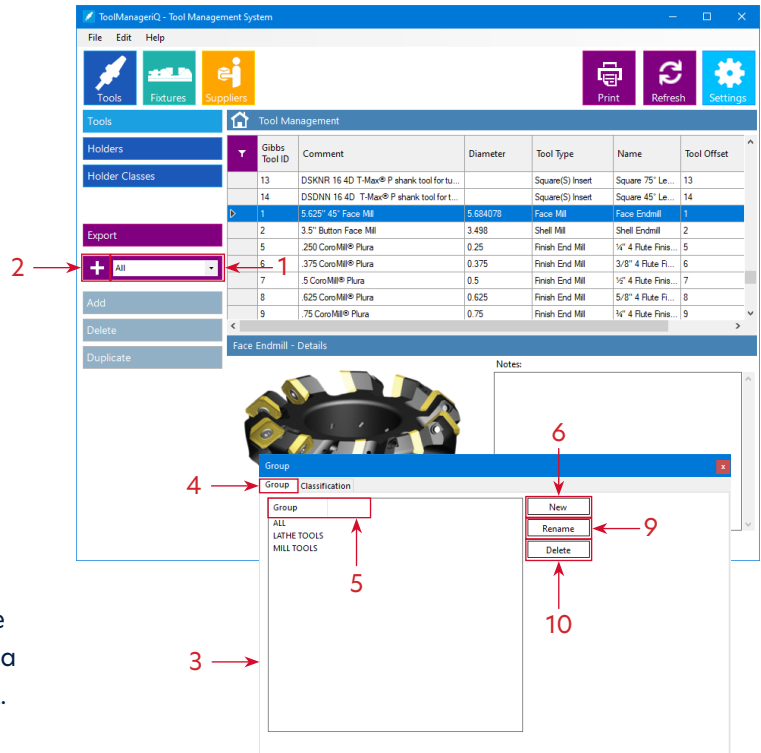 ToolManageriQ - Tool Management System
File Edit Help
Tools Fixtures Suppliers Print Refresh Settings
Tools
Holders
Holder Classes
Export
2
All
1
Add
Delete
Duplicate
Tool Management
Gibbs Tool ID Comment Diameter Tool Type Name Tool Offset
13 DSKNR 16 4D T-Max® P shank tool for tu... Square(S) Insert Square 75° Le... 13
14 DSDNN 16 4D T-Max® P shank tool for t... Square(S) Insert Square 45° Le... 14
1 5.625" 45° Face Mill 5.684078 Face Mill Face Endmill 1
2 3.5" Button Face Mill 3.498 Shell Mill Shell Endmill 2
5 .250 CoroMill® Plura 0.25 Finish End Mill ¼" 4 Flute Finis... 5
6 .375 CoroMill® Plura 0.375 Finish End Mill 3/8" 4 Flute Fi... 6
7 .5 CoroMill® Plura 0.5 Finish End Mill ½" 4 Flute Finis... 7
8 .625 CoroMill® Plura 0.625 Finish End Mill 5/8" 4 Flute Fi... 8
9 .75 CoroMill® Plura 0.75 Finish End Mill ¾" 4 Flute Finis... 9
Face Endmill - Details
Notes:
6
Group x
4
Group Classification
Group
ALL
LATHE TOOLS
MILL TOOLS
5
New
Rename
9
Delete
10
3
e
a
.